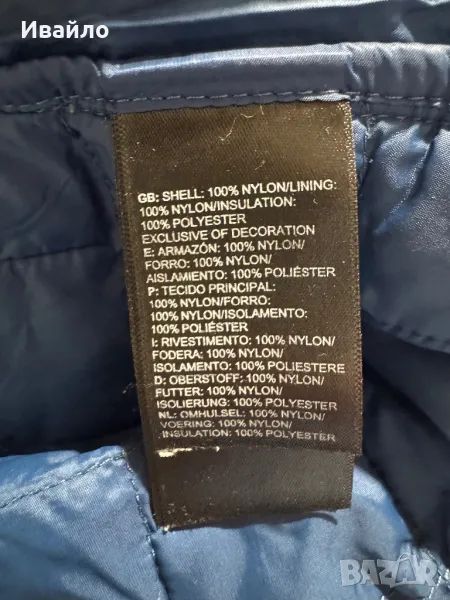 Ивайло
GB: SHELL: 100% NYLON/LINING:
100% NYLON/INSULATION:
100% POLYESTER
EXCLUSIVE OF DECORATION
E: ARMAZÓN: 100% NYLON/
FORRO: 100% NYLON/
AISLAMIENTO: 100% POLIÉSTER
P: TECIDO PRINCIPAL:
100% NYLON/FORRO:
100% NYLON/ISOLAMENTO:
100% POLIÉSTER
I: RIVESTIMENTO: 100% NYLON/
FODERA: 100% NYLON/
ISOLAMENTO: 100% POLIESTERE
D: OBERSTOFF: 100% NYLON/
FUTTER: 100% NYLON/
ISOLIERUNG: 100% POLYESTER
NL: OMHULSEL: 100% NYLON/
VOERING: 100% NYLON/
INSULATION: 100% POLYESTER
BAZAR